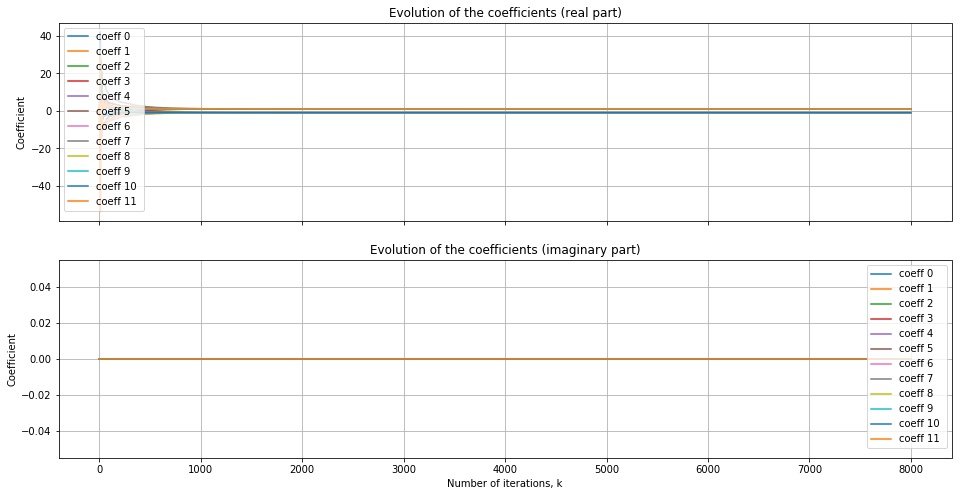 Evolution of the coefficients (real part)
Coefficient
40
20
0
−20
−40
coeff 0
coeff 1
coeff 2
coeff 3
coeff 4
coeff 5
coeff 6
coeff 7
coeff 8
coeff 9
coeff 10
coeff 11
Evolution of the coefficients (imaginary part)
Coefficient
0.04
0.02
0.00
−0.02
−0.04
coeff 0
coeff 1
coeff 2
coeff 3
coeff 4
coeff 5
coeff 6
coeff 7
coeff 8
coeff 9
coeff 10
coeff 11
0 1000 2000 3000 4000 5000 6000 7000 8000
Number of iterations, k